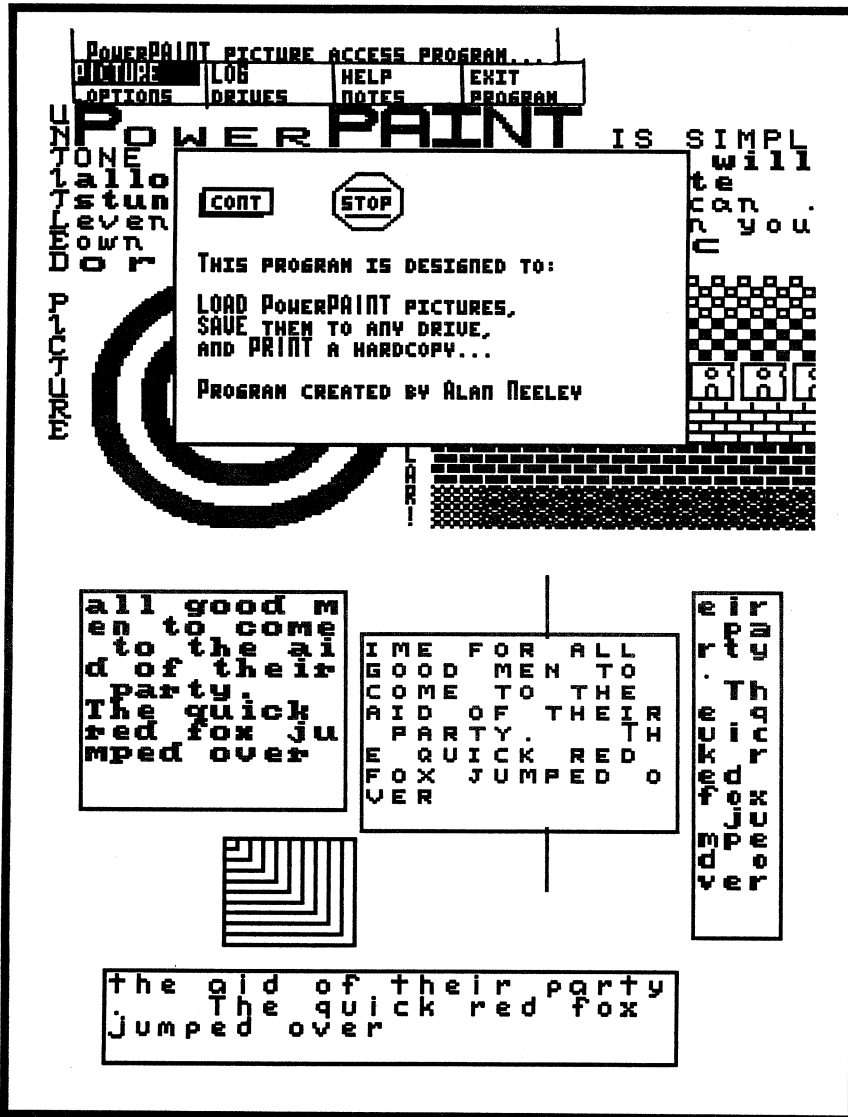 PowerPAINT PICTURE ACCESS PROGRAM...
PICTURE LOG HELP EXIT
OPTIONS DRIVES NOTES PROGRAM
UNTITLED PICTURE
PowerPAINT IS SIMPL
TONE will
allo te
stun can .
even n you
own C
or
CONT STOP
THIS PROGRAM IS DESIGNED TO:
LOAD PowerPAINT PICTURES,
SAVE THEM TO ANY DRIVE,
AND PRINT A HARDCOPY...
PROGRAM CREATED BY ALAN NEELEY
LAR!
all good m
en to come
to the ai
d of their
party.
The quick
red fox ju
mped over
IME FOR ALL
GOOD MEN TO
COME TO THE
AID OF THEIR
PARTY. TH
E QUICK RED
FOX JUMPED O
VER
eir
pa
rty
.
Th
e q
uic
k r
ed
fox
ju
mpe
d o
ver
the aid of their party
. The quick red fox
jumped over